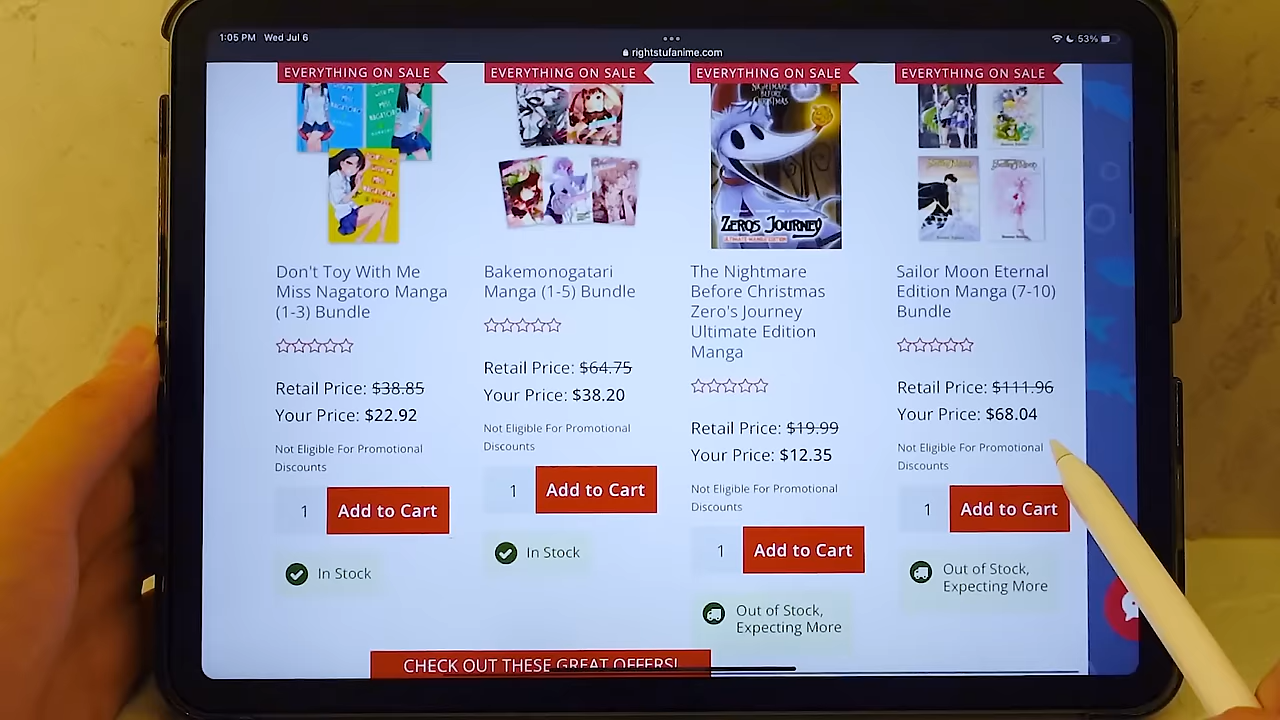 1:05 PM Wed Jul 6
53%
rightstufanime.com
EVERYTHING ON SALE
EVERYTHING ON SALE
EVERYTHING ON SALE
EVERYTHING ON SALE
NIGHTMARE
BEFORE
CHRISTMAS
ZERO'S JOURNEY
Don't Toy With Me
Miss Nagatoro Manga
(1-3) Bundle
Retail Price: $38.85
Your Price: $22.92
Not Eligible For Promotional
Discounts
1
Add to Cart
In Stock
Bakemonogatari
Manga (1-5) Bundle
Retail Price: $64.75
Your Price: $38.20
Not Eligible For Promotional
Discounts
1
Add to Cart
In Stock
The Nightmare
Before Christmas
Zero's Journey
Ultimate Edition
Manga
Retail Price: $19.99
Your Price: $12.35
Not Eligible For Promotional
Discounts
1
Add to Cart
Out of Stock,
Expecting More
Sailor Moon Eternal
Edition Manga (7-10)
Bundle
Retail Price: $111.96
Your Price: $68.04
Not Eligible For Promotional
Discounts
1
Add to Cart
Out of Stock,
Expecting More
CHECK OUT THESE GREAT OFFERS!